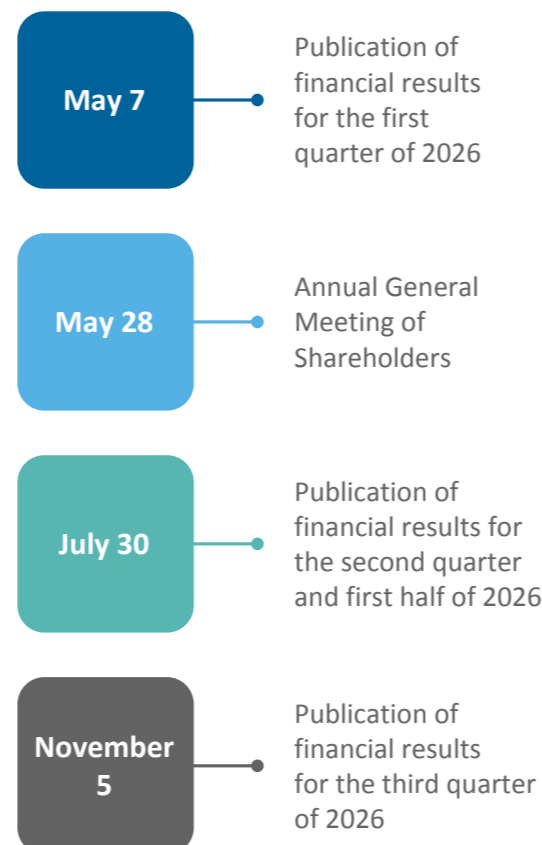 May 7
Publication of
financial results
for the first
quarter of 2026
May 28
Annual General
Meeting of
Shareholders
July 30
Publication of
financial results for
the second quarter
and first half of 2026
November
5
Publication of
financial results
for the third quarter
of 2026